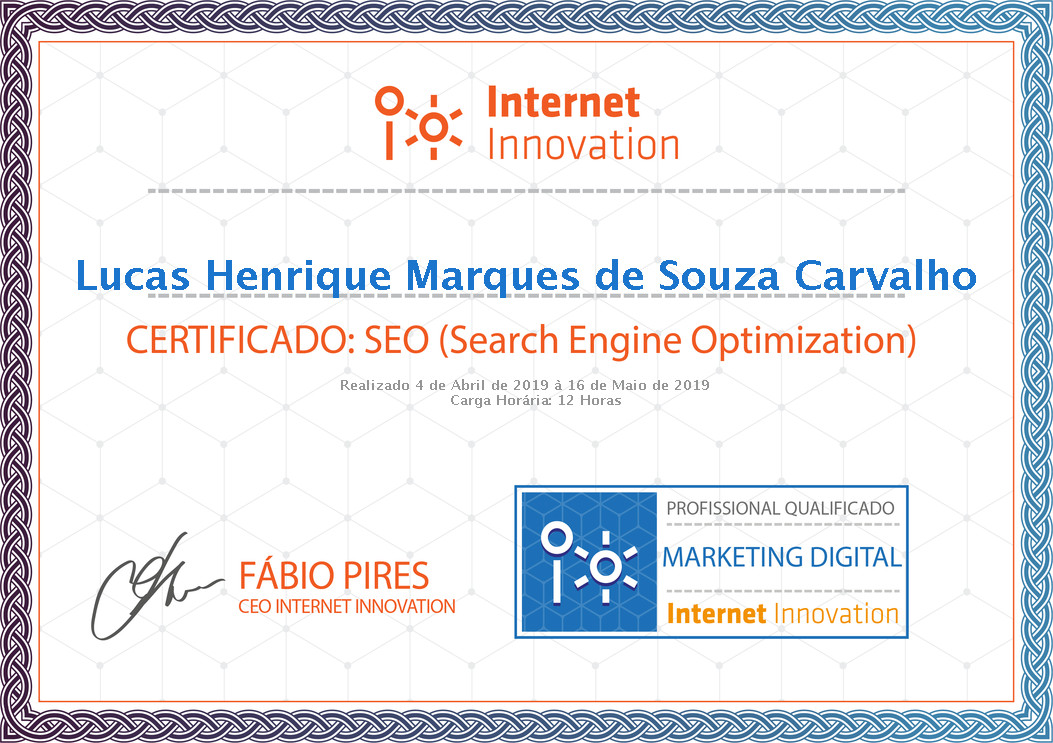 Internet
Innovation
Lucas Henrique Marques de Souza Carvalho
CERTIFICADO: SEO (Search Engine Optimization)
Realizado 4 de Abril de 2019 à 16 de Maio de 2019
Carga Horária: 12 Horas
FÁBIO PIRES
CEO INTERNET INNOVATION
PROFISSIONAL QUALIFICADO
MARKETING DIGITAL
Internet Innovation